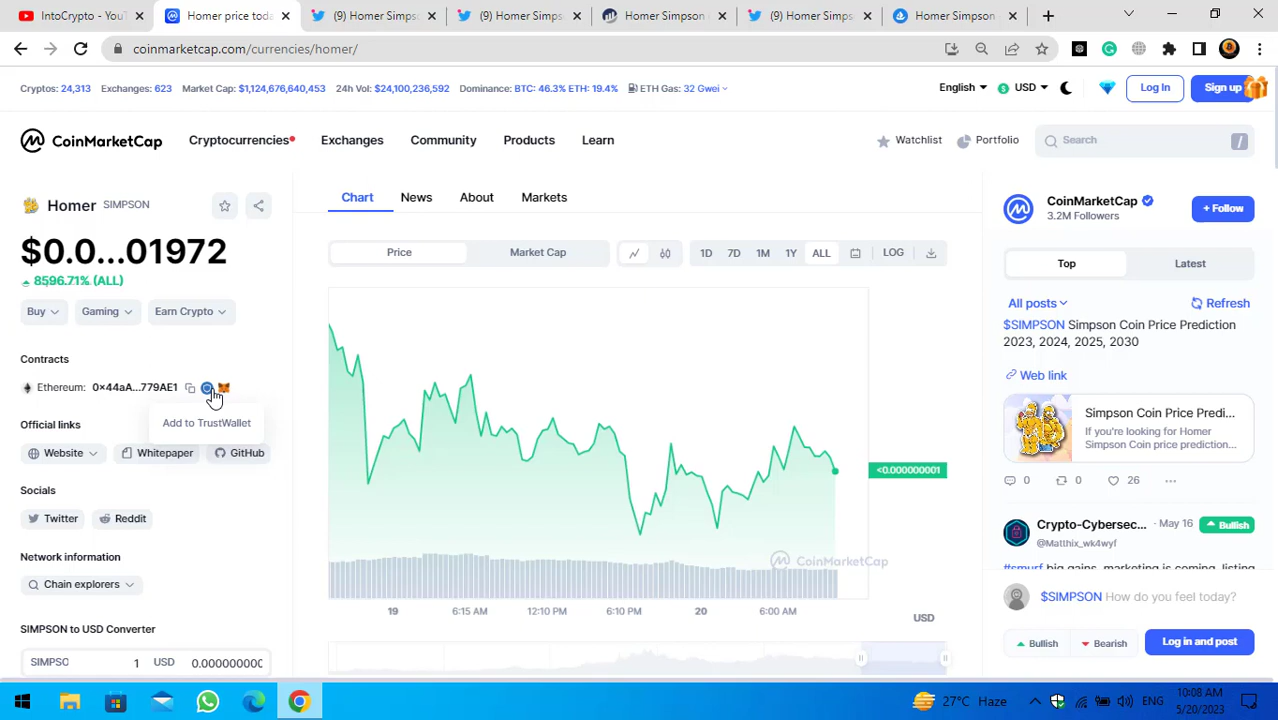 IntoCrypto - YouT
Homer price toda
(9) Homer Simps
(9) Homer Simps
Homer Simpson
(9) Homer Simps
Homer Simpson
coinmarketcap.com/currencies/homer/
Cryptos: 24,313 Exchanges: 623 Market Cap: $1,124,676,640,453 24h Vol: $24,100,236,592 Dominance: BTC: 46.3% ETH: 19.4% ETH Gas: 32 Gwei
English USD Log In Sign up
CoinMarketCap Cryptocurrencies Exchanges Community Products Learn
Watchlist Portfolio Search /
Homer SIMPSON
$0.0...01972
8596.71% (ALL)
Buy Gaming Earn Crypto
Contracts
Ethereum: 0x44aA...779AE1
Add to TrustWallet
Official links
Website Whitepaper GitHub
Socials
Twitter Reddit
Network information
Chain explorers
SIMPSON to USD Converter
SIMPSO 1 USD 0.000000000
Chart News About Markets
Price Market Cap 1D 7D 1M 1Y ALL LOG
<0.000000001
CoinMarketCap
19 6:15 AM 12:10 PM 6:10 PM 20 6:00 AM
USD
CoinMarketCap
3.2M Followers
+ Follow
Top Latest
All posts Refresh
$SIMPSON Simpson Coin Price Prediction
2023, 2024, 2025, 2030
Web link
Simpson Coin Price Predi...
If you're looking for Homer
Simpson Coin price prediction...
0 0 26 ...
Crypto-Cybersec... · May 16 Bullish
@Matthix_wk4wyf
#smurf big gains, marketing is coming, listing
$SIMPSON How do you feel today?
Bullish Bearish Log in and post
27°C Haze ENG 10:08 AM
5/20/2023